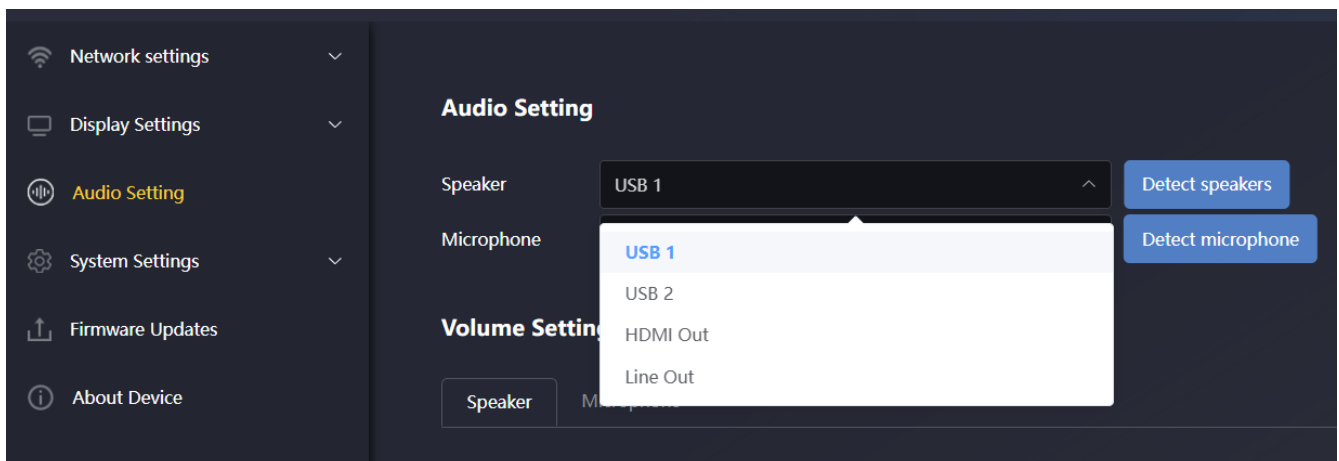 Network settings
Display Settings
Audio Setting
System Settings
Firmware Updates
About Device
Audio Setting
Speaker
USB 1
Detect speakers
Microphone
Detect microphone
USB 1
USB 2
HDMI Out
Line Out
Volume Settin
Speaker